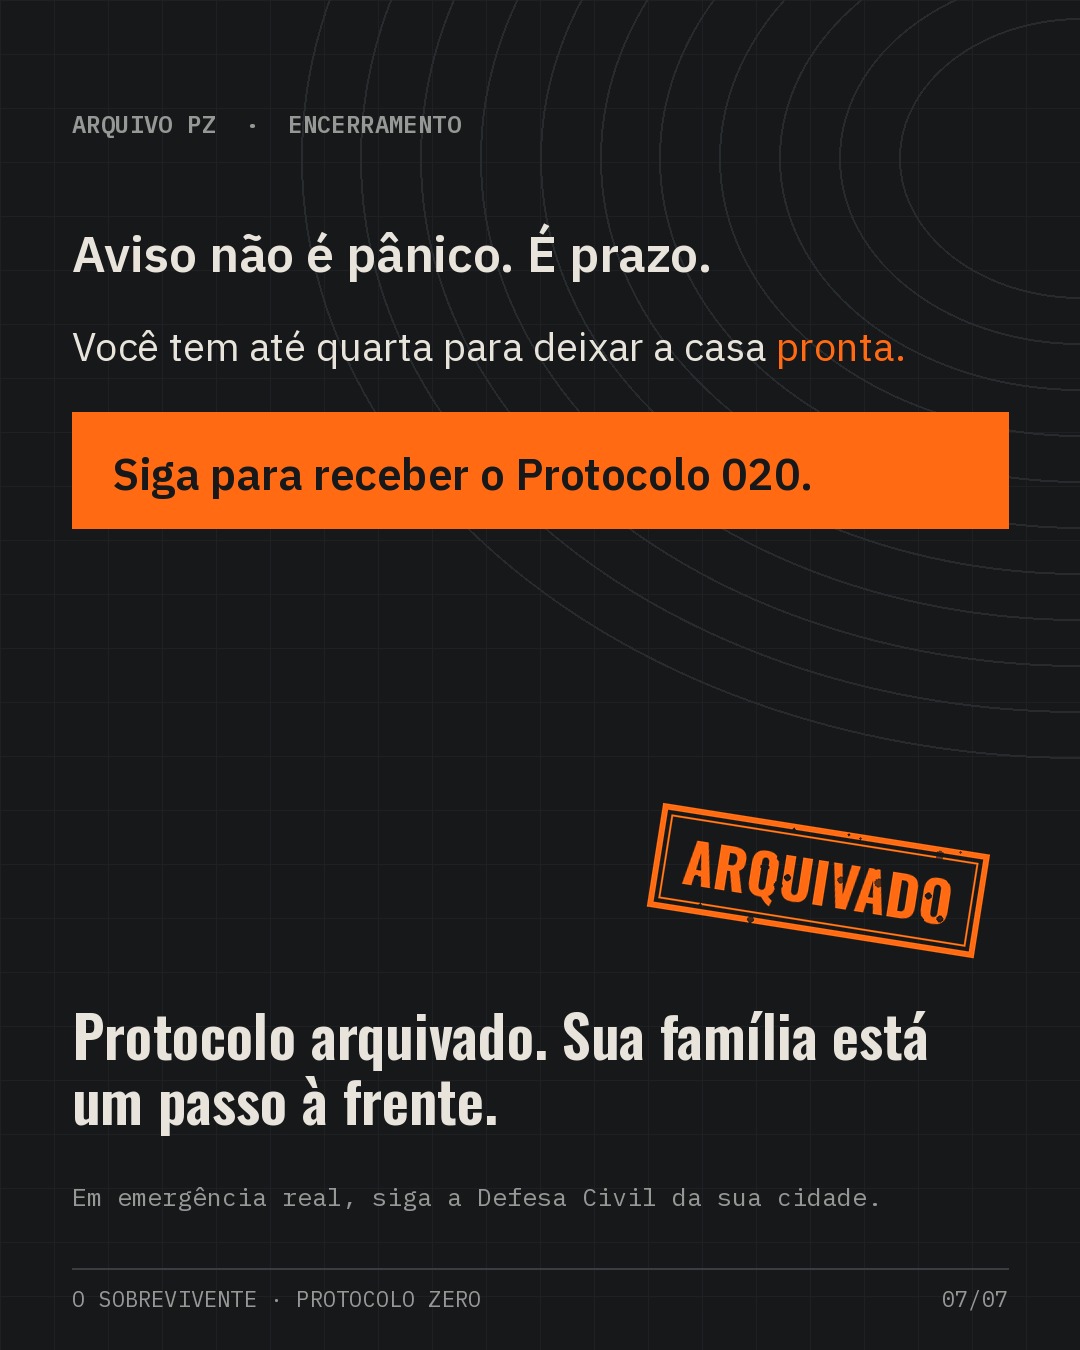 ARQUIVO PZ · ENCERRAMENTO
Aviso não é pânico. É prazo.
Você tem até quarta para deixar a casa pronta.
Siga para receber o Protocolo 020.
ARQUIVADO
Protocolo arquivado. Sua família está
um passo à frente.
Em emergência real, siga a Defesa Civil da sua cidade.
O SOBREVIVENTE · PROTOCOLO ZERO
07/07